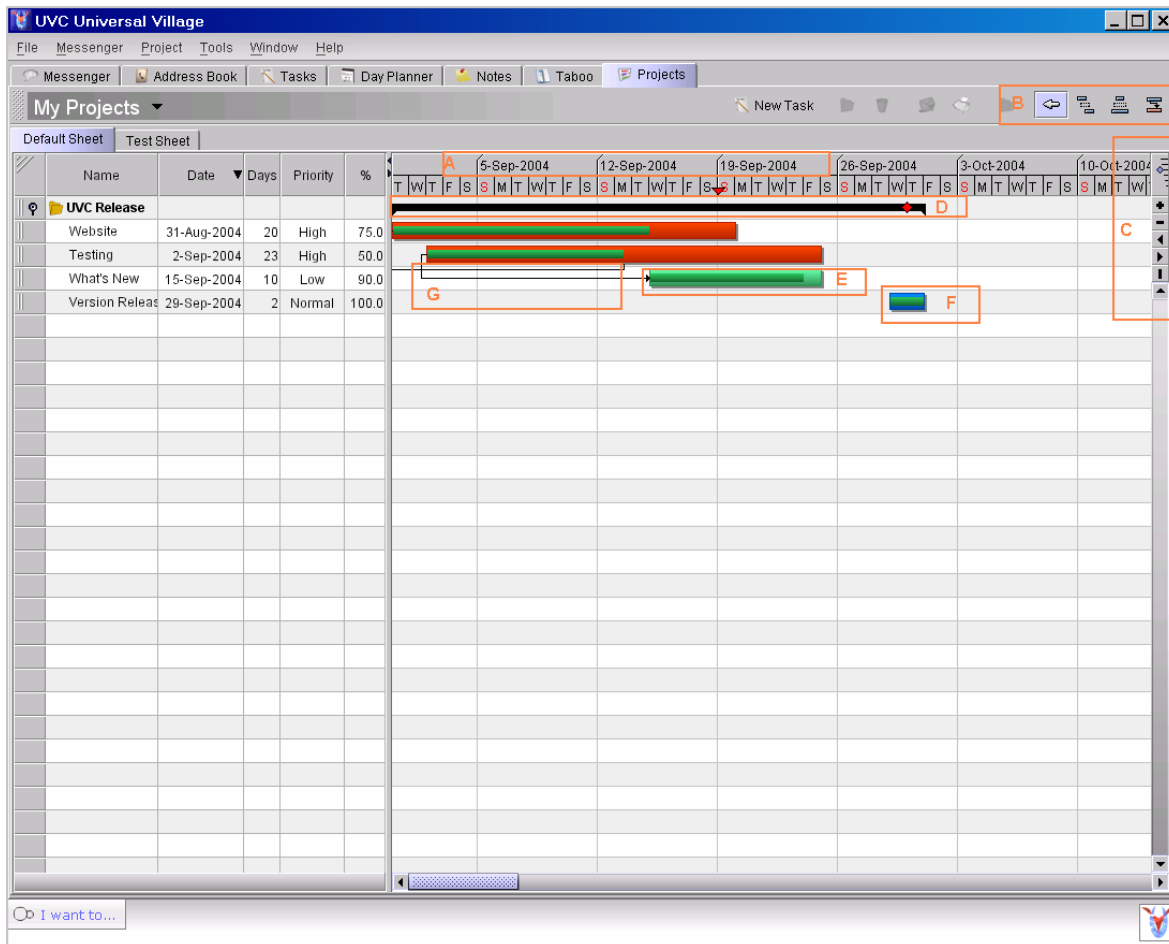 UVC Universal Village
File Messenger Project Tools Window Help
Messenger Address Book Tasks Day Planner Notes Taboo Projects
My Projects New Task B
Default Sheet Test Sheet
Name Date Days Priority % A 5-Sep-2004 12-Sep-2004 19-Sep-2004 26-Sep-2004 3-Oct-2004 10-Oct-2004
T W T F S S M T W T F S S M T W T F S S M T W T F S S M T W T F S S M T W T F S S M T W
UVC Release D
Website 31-Aug-2004 20 High 75.0 C
Testing 2-Sep-2004 23 High 50.0
What's New 15-Sep-2004 10 Low 90.0 E
G
Version Releas 29-Sep-2004 2 Normal 100.0 F
I want to...